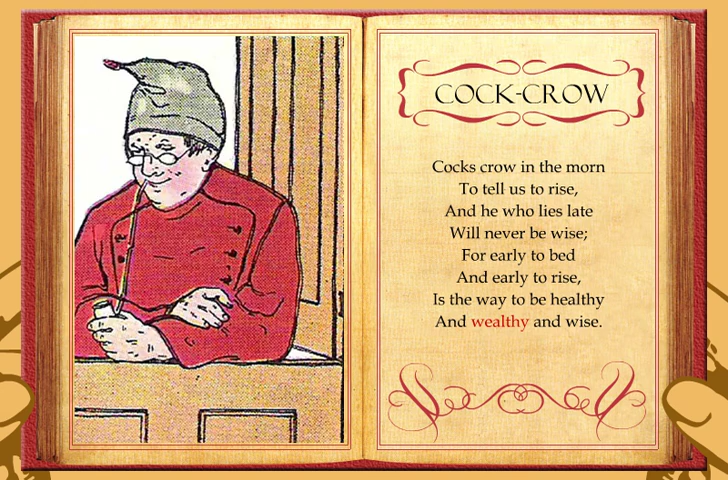 COCK-CROW
Cocks crow in the morn
To tell us to rise,
And he who lies late
Will never be wise;
For early to bed
And early to rise,
Is the way to be healthy
And wealthy and wise.